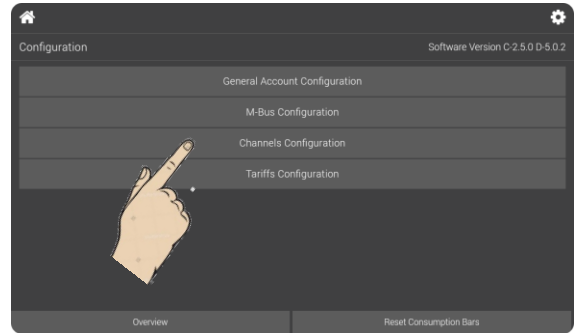 Configuration
Software Version C-2.5.0 D-5.0.2
General Account Configuration
M-Bus Configuration
Channels Configuration
Tariffs Configuration
Overview
Reset Consumption Bars